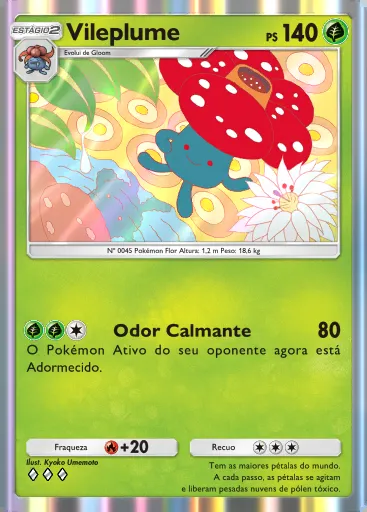 ESTÁGIO2
Vileplume
PS 140
Evolui de Gloom
Nº 0045 Pokémon Flor Altura: 1,2 m Peso: 18,6 kg
Odor Calmante 80
O Pokémon Ativo do seu oponente agora está
Adormecido.
Fraqueza +20
Recuo
Ilust. Kyoko Umemoto
Tem as maiores pétalas do mundo.
A cada passo, as pétalas se agitam
e liberam pesadas nuvens de pólen tóxico.